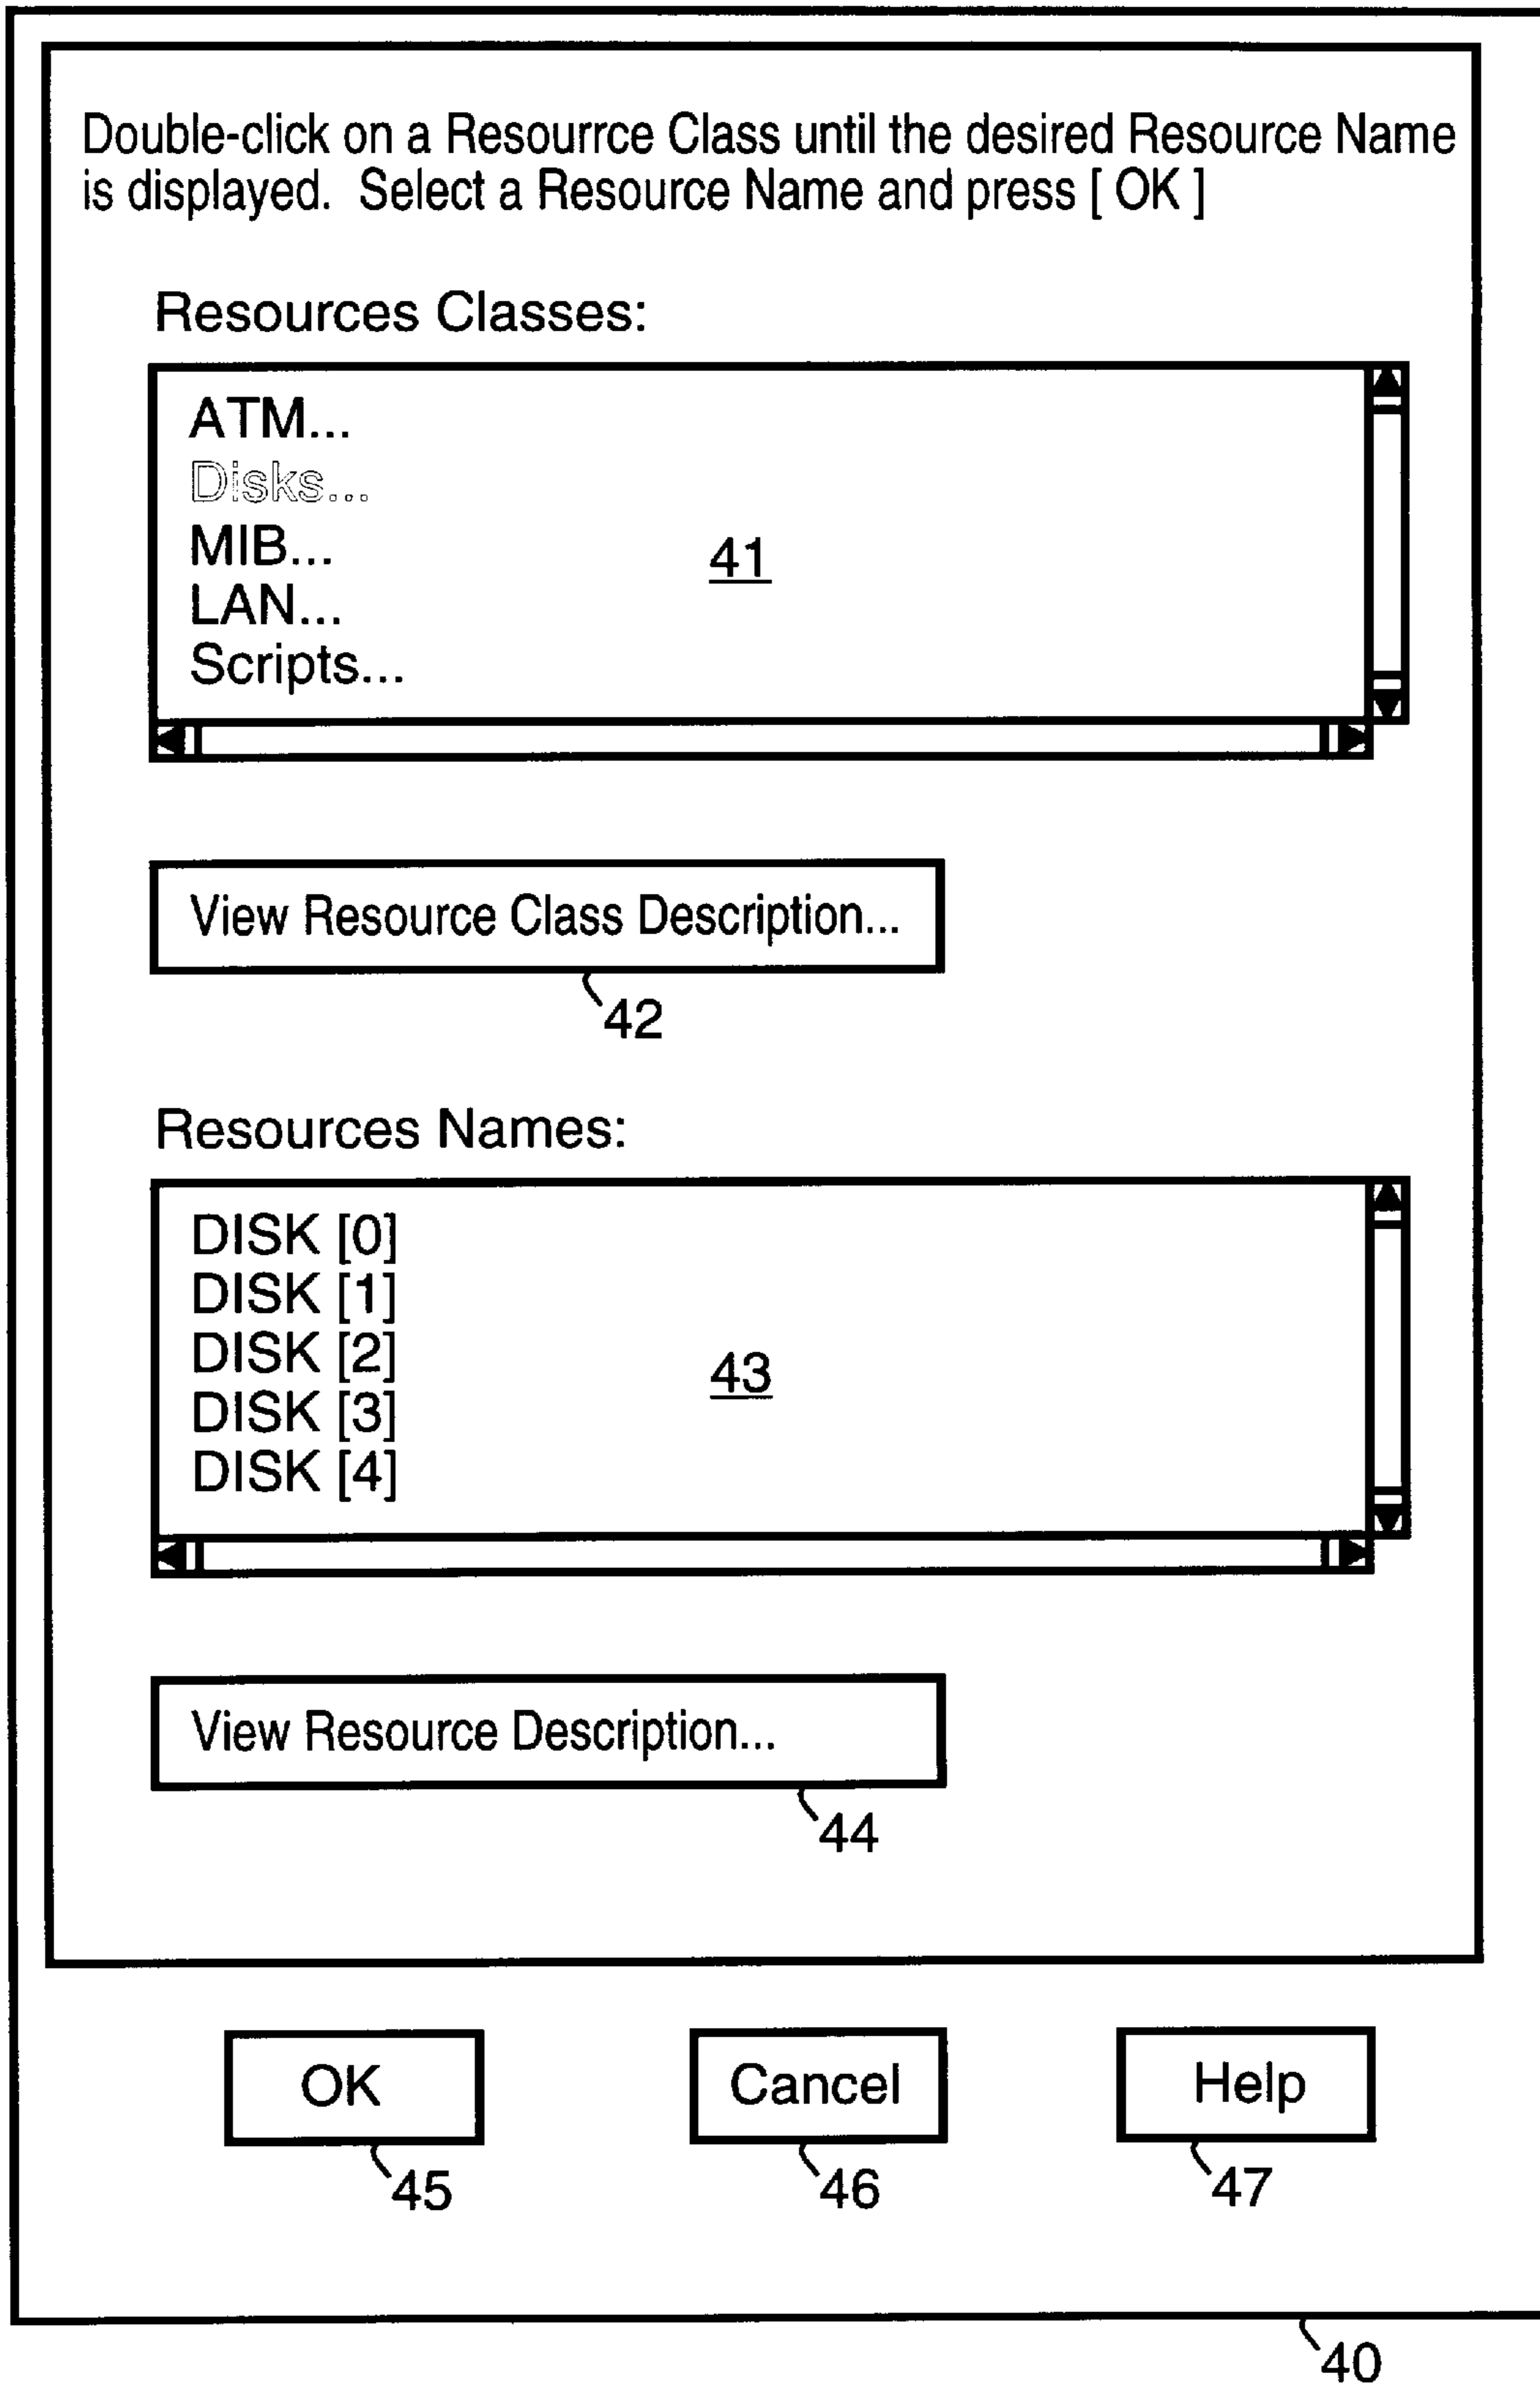 Double-click on a Resourrce Class until the desired Resource Name
is displayed. Select a Resource Name and press [ OK ]
Resources Classes:
ATM...
Disks...
MIB...
LAN...
Scripts...
41
View Resource Class Description...
42
Resources Names:
DISK [0]
DISK [1]
DISK [2]
DISK [3]
DISK [4]
43
View Resource Description...
44
OK
Cancel
Help
45
46
47
40